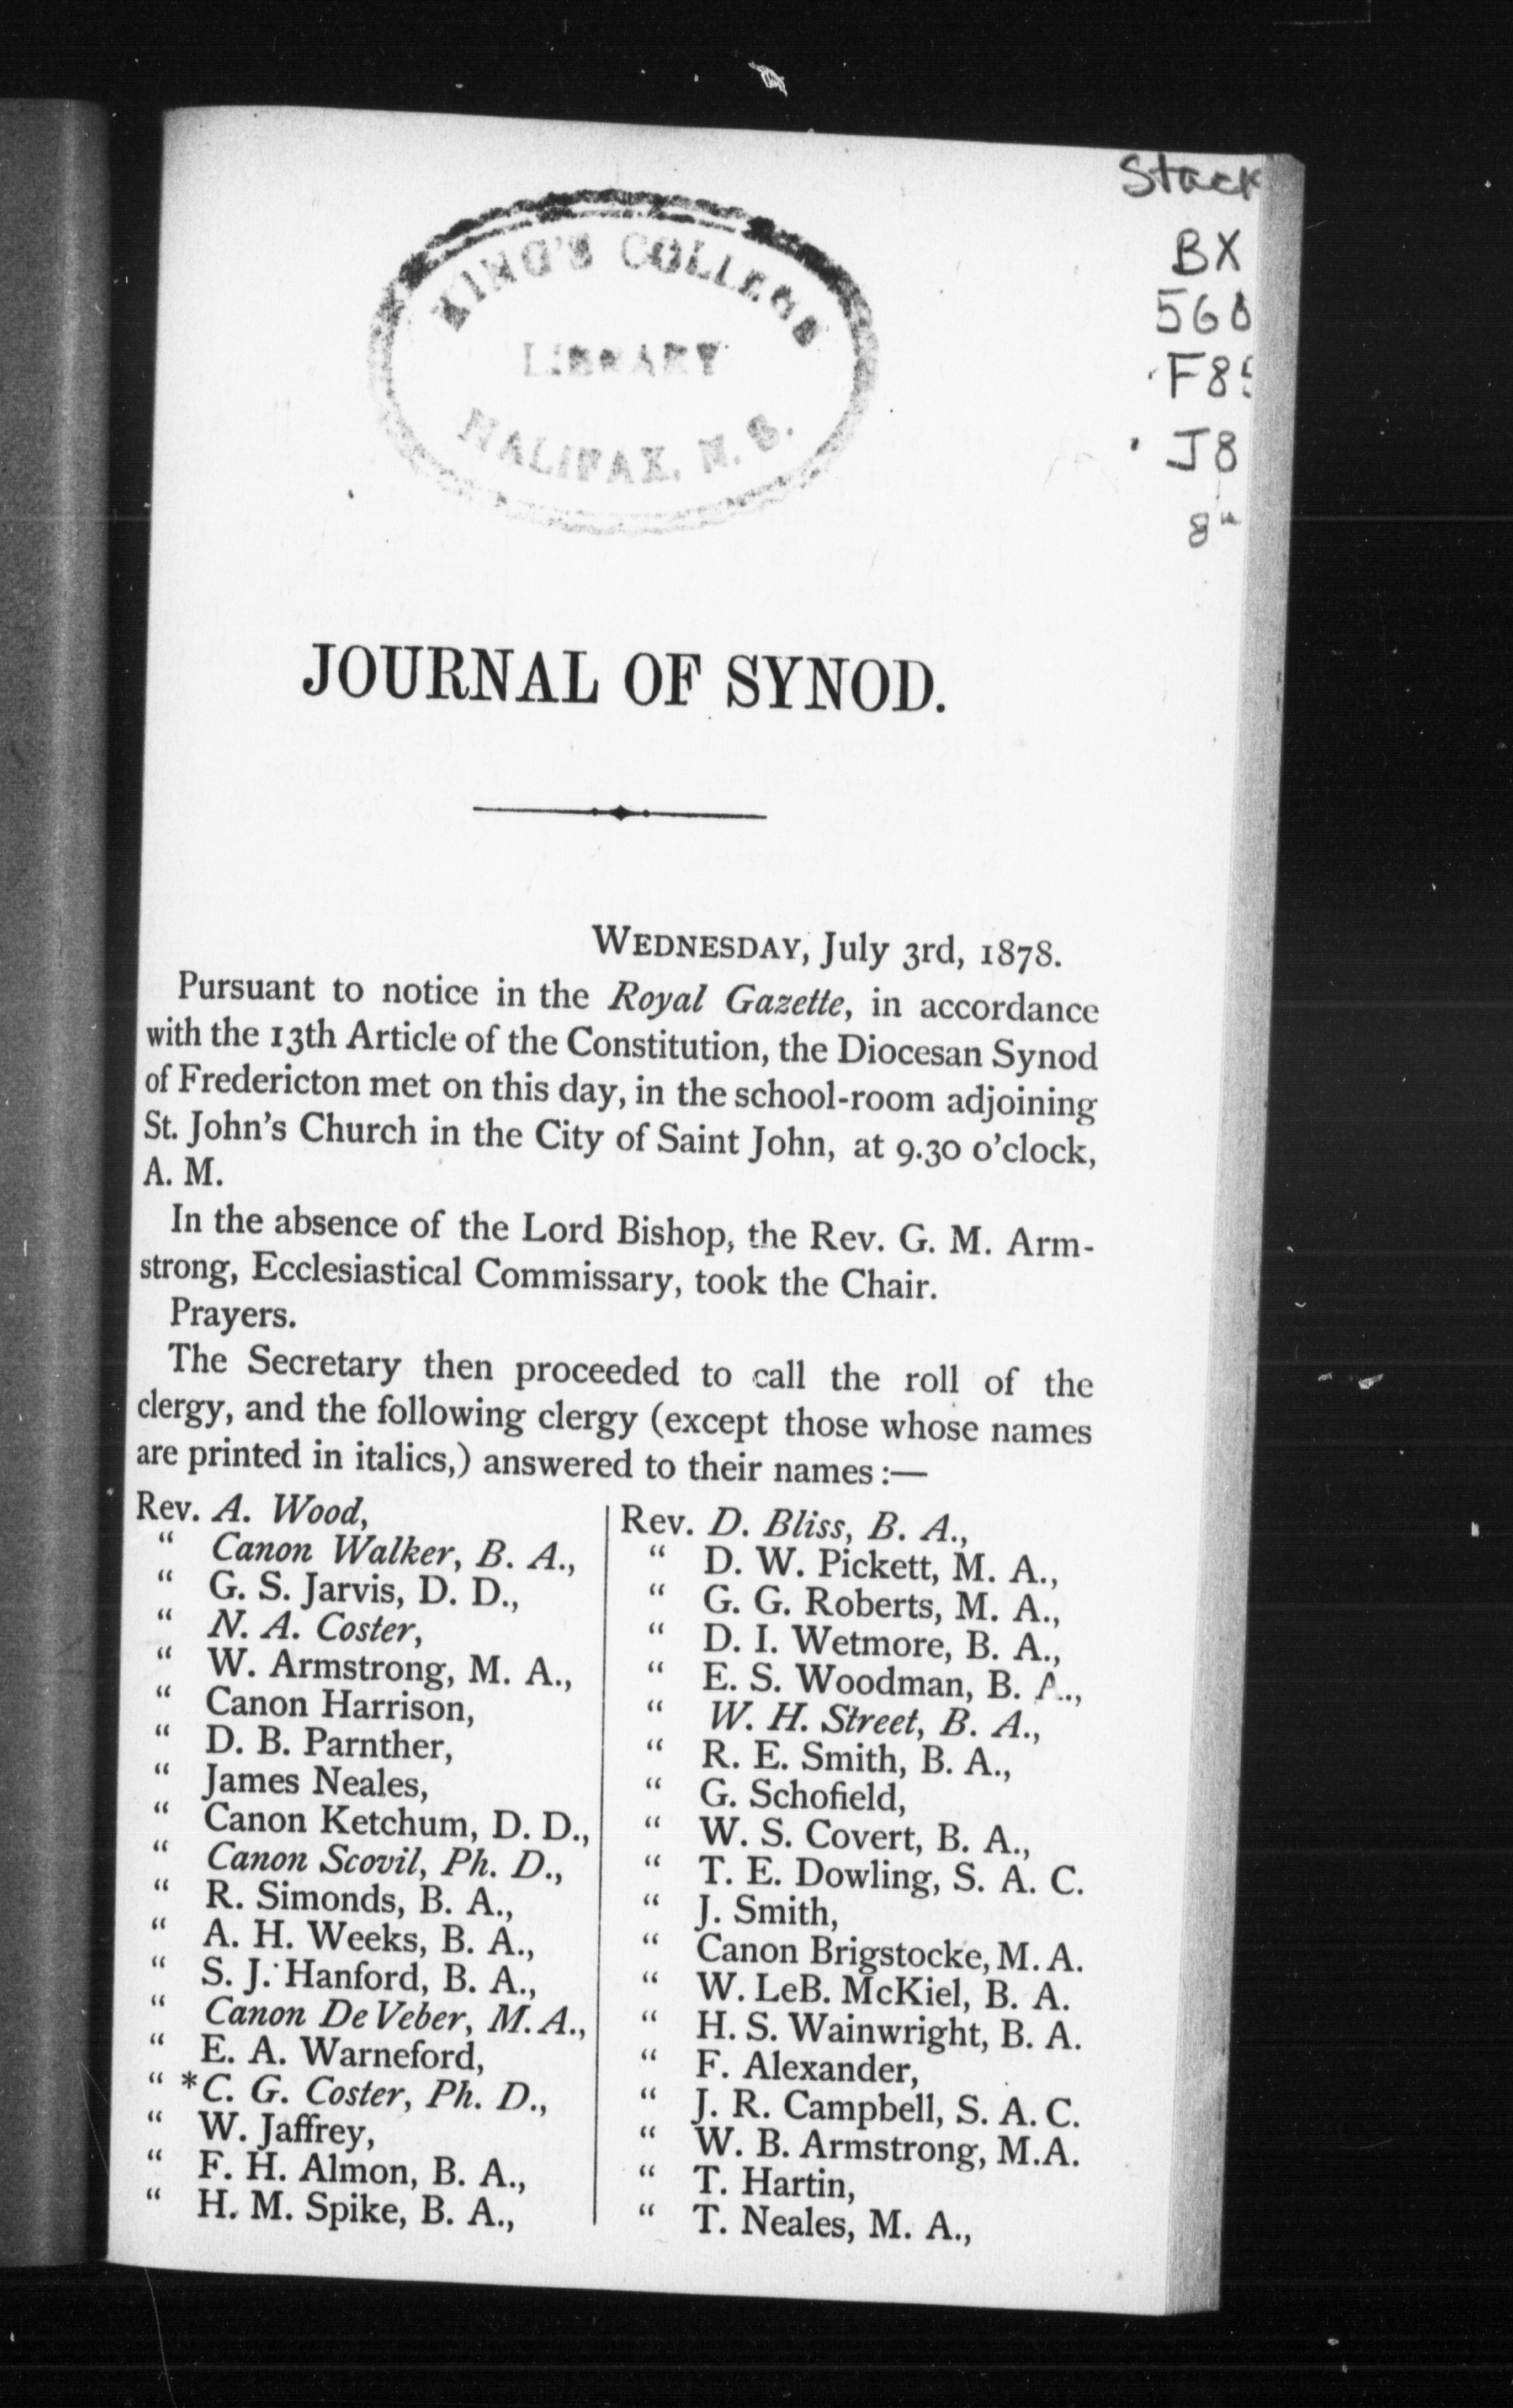 KING'S COLLEGE
LIBRARY
HALIFAX, N. S.
Stack
BX
F8
J8
JOURNAL OF SYNOD.
WEDNESDAY, July 3rd, 1878.
Pursuant to notice in the Royal Gazette, in accordance
with the 13th Article of the Constitution, the Diocesan Synod
of Fredericton met on this day, in the school-room adjoining
St. John's Church in the City of Saint John, at 9.30 o'clock,
A. M.
In the absence of the Lord Bishop, the Rev. G. M. Arm-
strong, Ecclesiastical Commissary, took the Chair.
Prayers.
The Secretary then proceeded to call the roll of the
clergy, and the following clergy (except those whose names
are printed in italics,) answered to their names :—
Rev. A. Wood,
" Canon Walker, B. A.,
" G. S. Jarvis, D. D.,
" N. A. Coster,
" W. Armstrong, M. A.,
" Canon Harrison,
" D. B. Parnther,
" James Neales,
" Canon Ketchum, D. D.,
" Canon Scovil, Ph. D.,
" R. Simonds, B. A.,
" A. H. Weeks, B. A.,
" S. J. Hanford, B. A.,
" Canon De Veber, M. A.,
" E. A. Warneford,
" *C. G. Coster, Ph. D.,
" W. Jaffrey,
" F. H. Almon, B. A.,
" H. M. Spike, B. A.,
Rev. D. Bliss, B. A.,
" D. W. Pickett, M. A.,
" G. G. Roberts, M. A.,
" D. I. Wetmore, B. A.,
" E. S. Woodman, B. A.,
" W. H. Street, B. A.,
" R. E. Smith, B. A.,
" G. Schofield,
" W. S. Covert, B. A.,
" T. E. Dowling, S. A. C.
" J. Smith,
" Canon Brigstocke, M. A.
" W. LeB. McKiel, B. A.
" H. S. Wainwright, B. A.
" F. Alexander,
" J. R. Campbell, S. A. C.
" W. B. Armstrong, M.A.
" T. Hartin,
" T. Neales, M. A.,